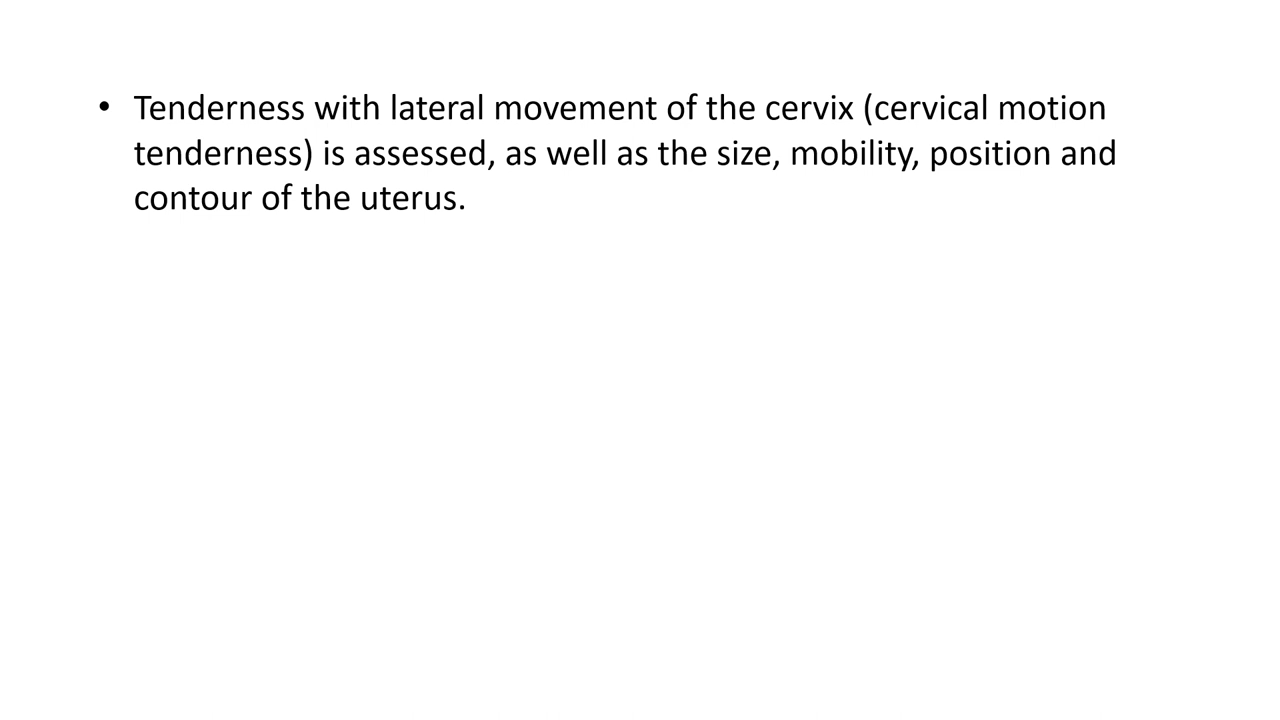 • Tenderness with lateral movement of the cervix (cervical motion
tenderness) is assessed, as well as the size, mobility, position and
contour of the uterus.